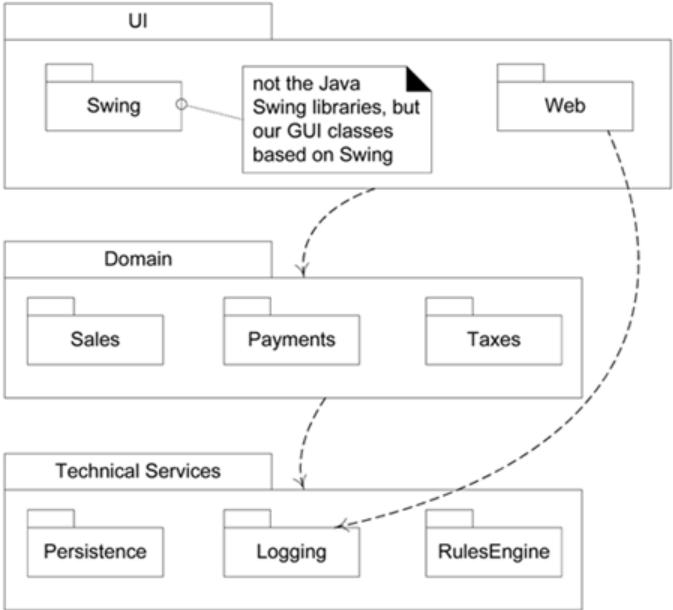 UI
Swing
not the Java
Swing libraries, but
our GUI classes
based on Swing
Web
Domain
Sales
Payments
Taxes
Technical Services
Persistence
Logging
RulesEngine